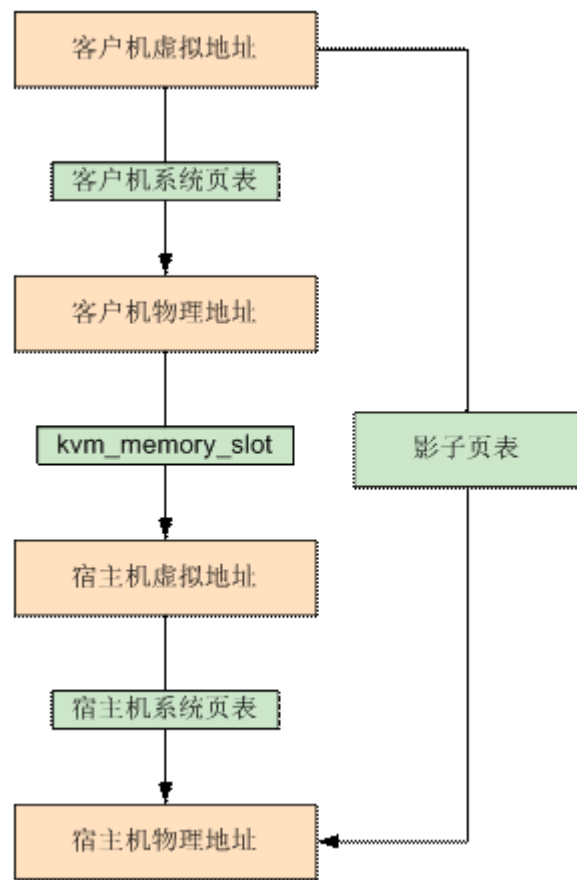 客户机虚拟地址
客户机系统页表
客户机物理地址
kvm_memory_slot
影子页表
宿主机虚拟地址
宿主机系统页表
宿主机物理地址